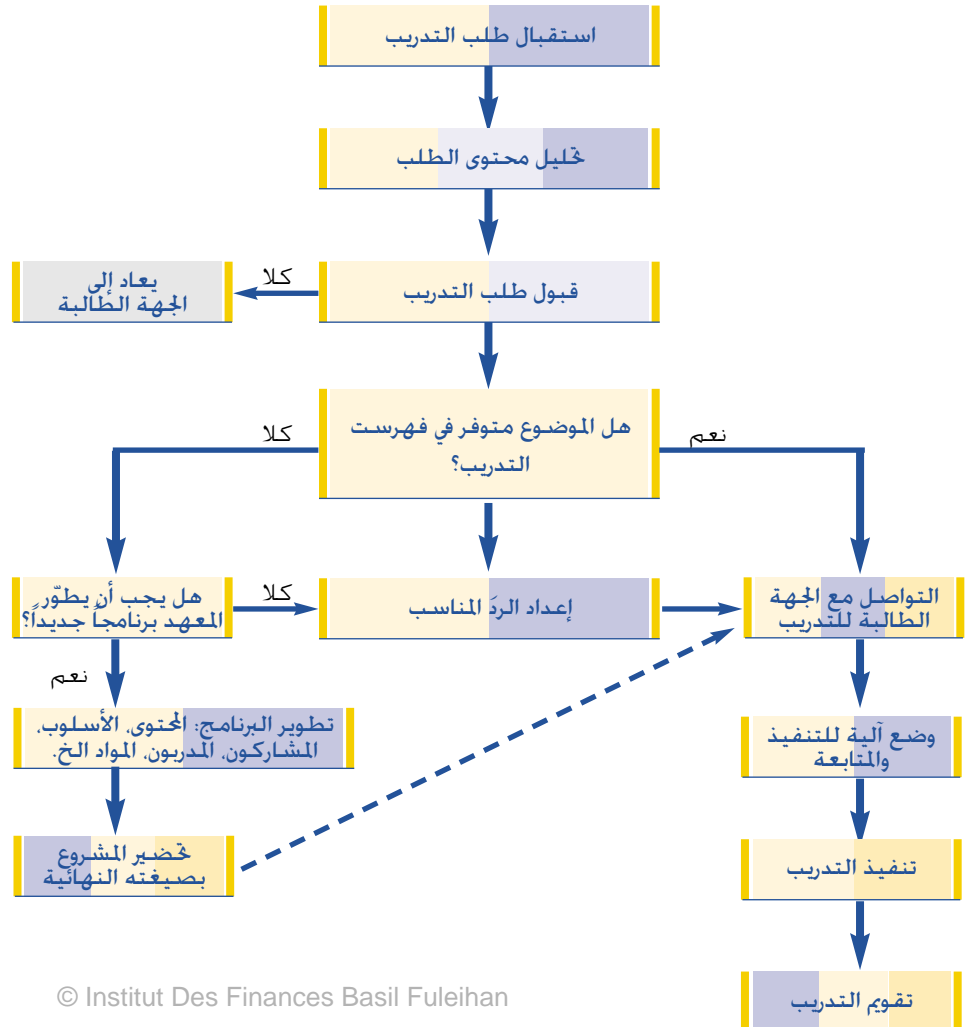 استقبال طلب التدريب
تحليل محتوى الطلب
قبول طلب التدريب
كلا
يعاد إلى
الجهة الطالبة
هل الموضوع متوفر في فهرست
التدريب؟
نعم
كلا
التواصل مع الجهة
الطالبة للتدريب
إعداد الردّ المناسب
كلا
هل يجب أن يطوّر
المعهد برنامجاً جديداً؟
نعم
تطوير البرنامج: المحتوى، الأسلوب،
المشاركون، المدربون، المواد الخ.
وضع آلية للتنفيذ
والمتابعة
تحضير المشروع
بصيغته النهائية
تنفيذ التدريب
تقويم التدريب
© Institut Des Finances Basil Fuleihan